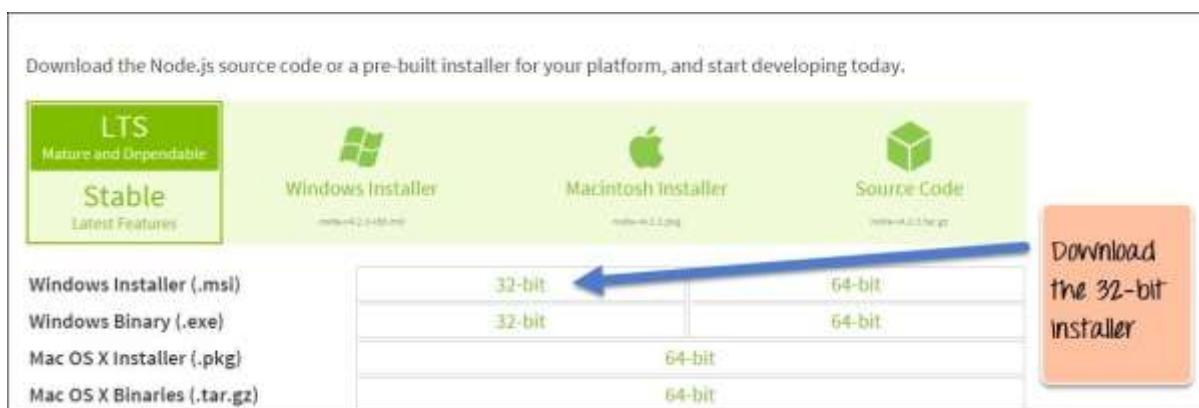 Download the Node.js source code or a pre-built installer for your platform, and start developing today.
LTS
Mature and Dependable
Stable
Latest Features
Windows Installer
Macintosh Installer
Source Code
Windows Installer (.msi)
32-bit
64-bit
Windows Binary (.exe)
32-bit
64-bit
Mac OS X Installer (.pkg)
64-bit
Mac OS X Binaries (.tar.gz)
64-bit
Download
the 32-bit
installer